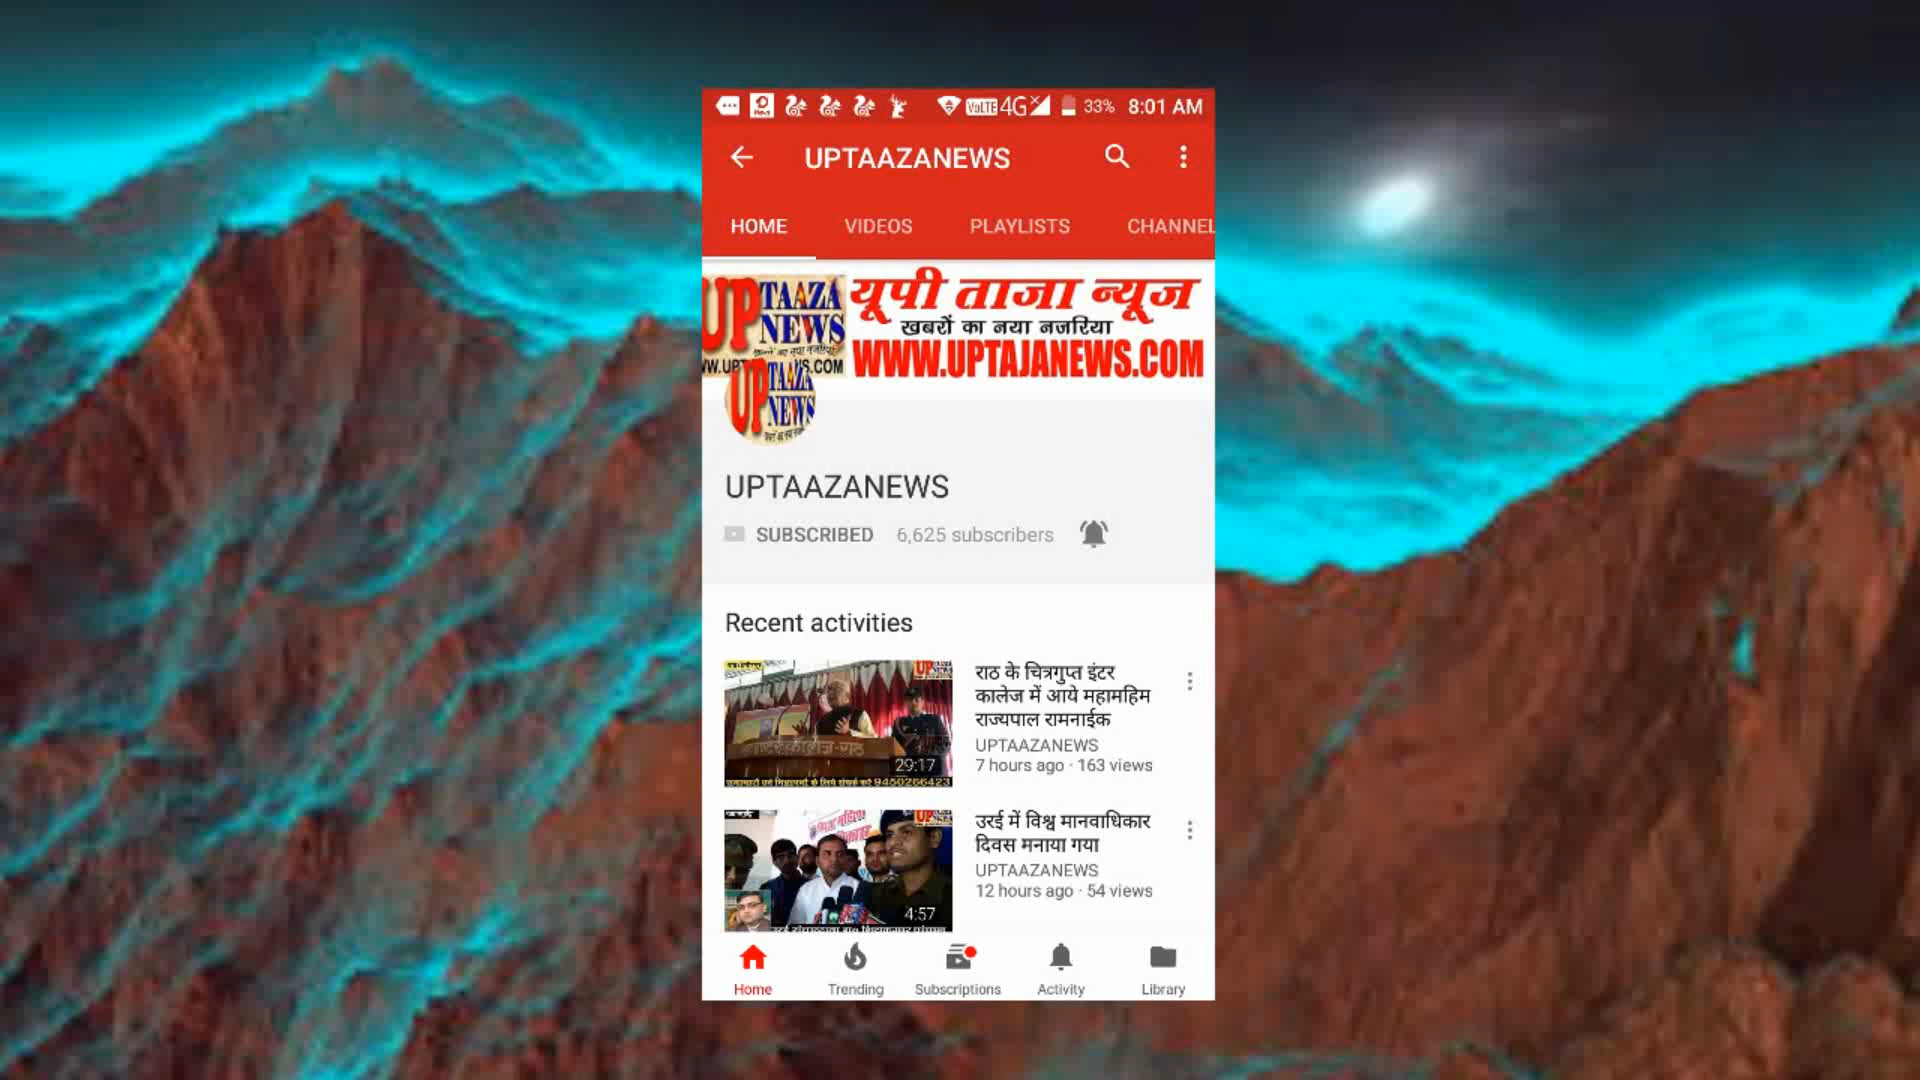 VoLTE 4G 33% 8:01 AM
UPTAAZANEWS
HOME VIDEOS PLAYLISTS CHANNEL
UP TAAZA NEWS
यूपी ताजा न्यूज
खबरों का नया नजरिया
WWW.UPTAJANEWS.COM
UP TAAZA NEWS
UPTAAZANEWS
SUBSCRIBED 6,625 subscribers
Recent activities
राठ के चित्रगुप्त इंटर
कालेज में आये महामहिम
राज्यपाल रामनाईक
UPTAAZANEWS
7 hours ago · 163 views
29:17
उरई में विश्व मानवाधिकार
दिवस मनाया गया
UPTAAZANEWS
12 hours ago · 54 views
4:57
Home Trending Subscriptions Activity Library